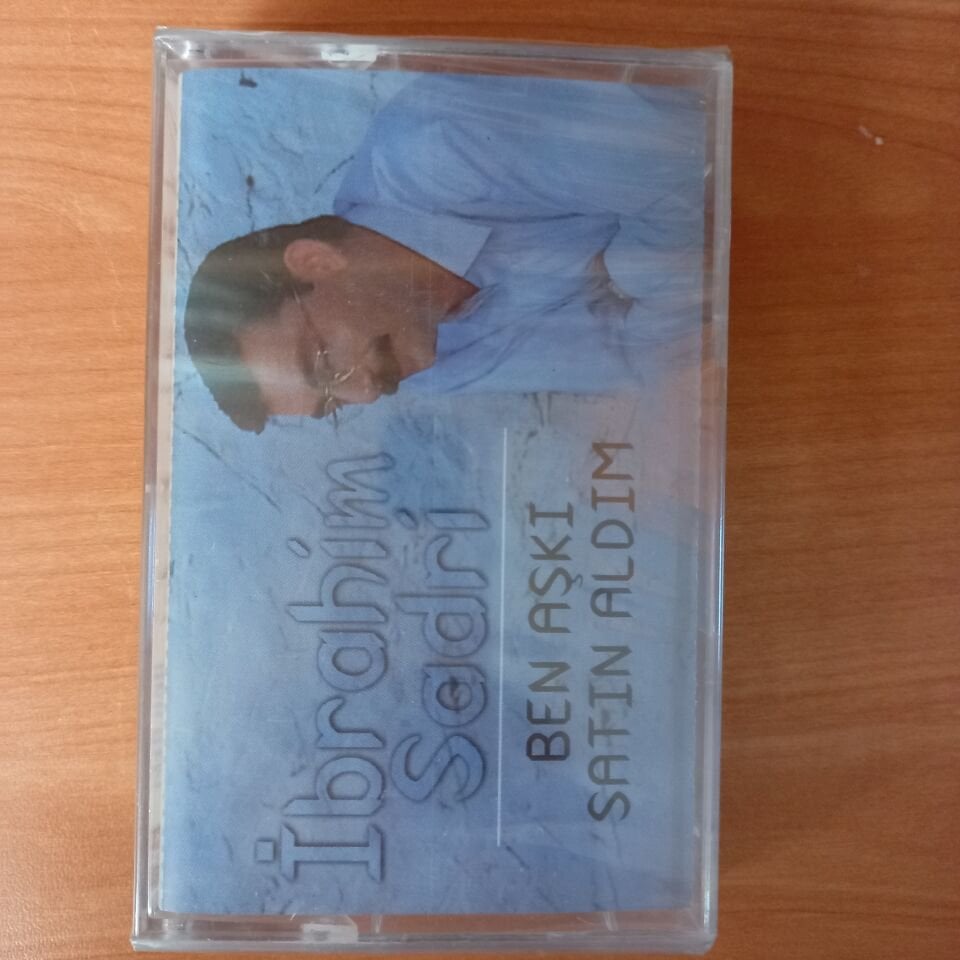 İbrahim
Sadri
BEN AŞKI
SATIN ALDIM